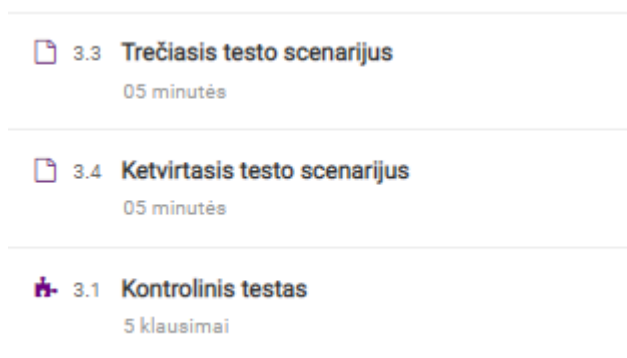 3.3 Trečiasis testo scenarijus
05 minutės
3.4 Ketvirtasis testo scenarijus
05 minutės
3.1 Kontrolinis testas
5 klausimai